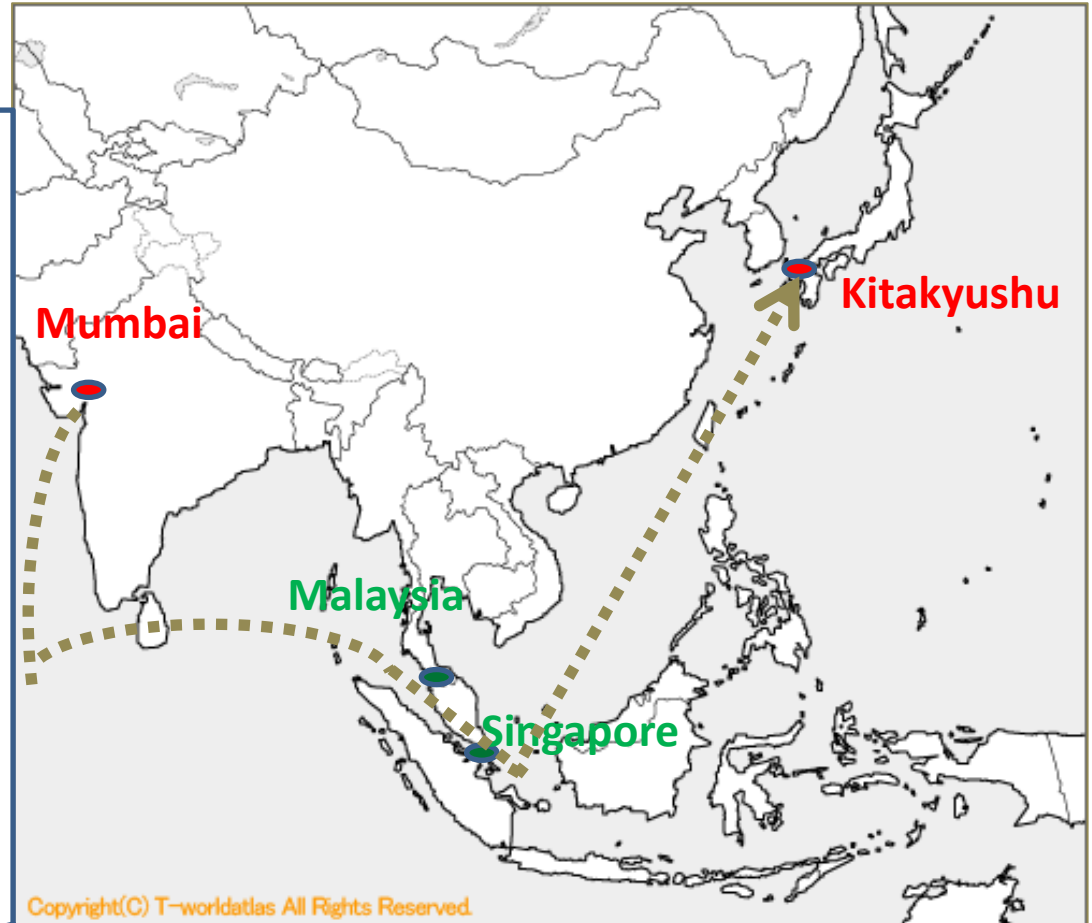 Kitakyushu
Mumbai
Malaysia
Singapore
Copyright(C) T-worldatlas All Rights Reserved.